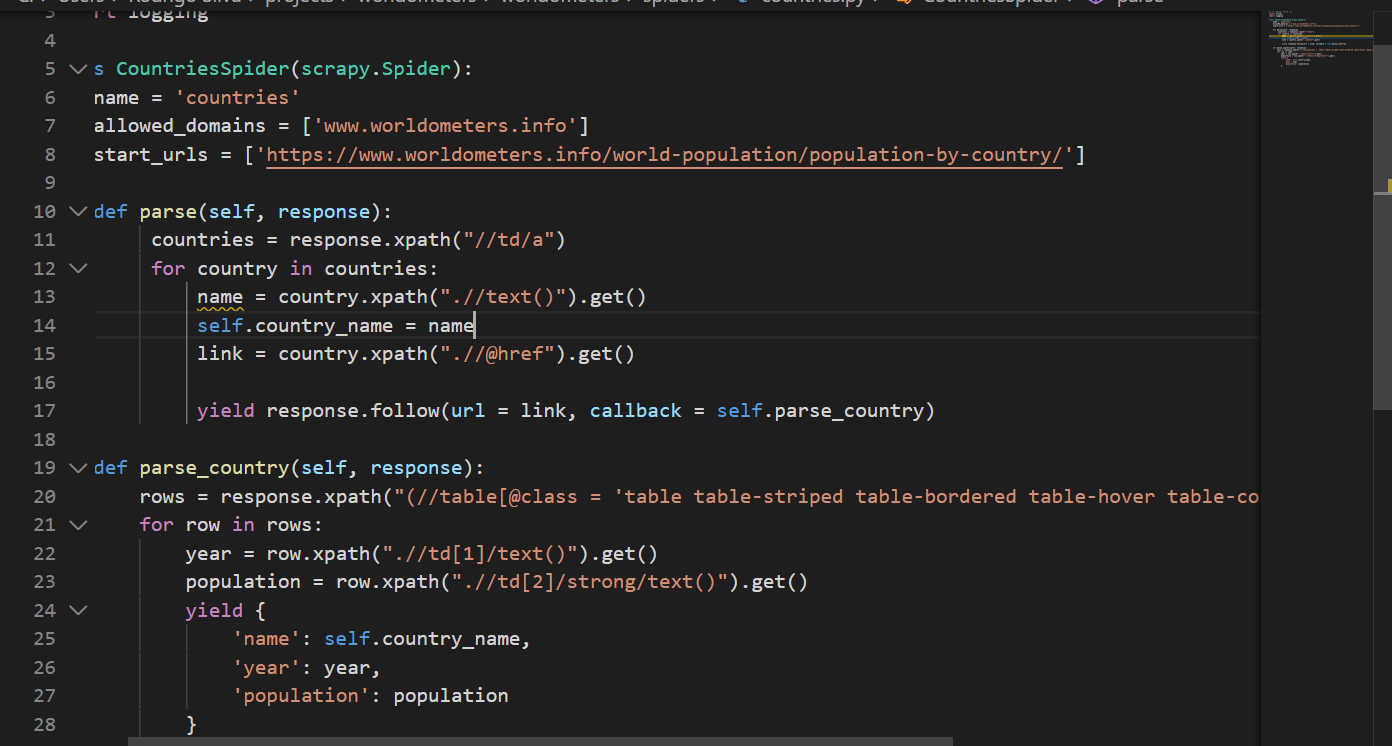 3 rt logging
4
5 s CountriesSpider(scrapy.Spider):
6 name = 'countries'
7 allowed_domains = ['www.worldometers.info']
8 start_urls = ['https://www.worldometers.info/world-population/population-by-country/']
9
10 def parse(self, response):
11 countries = response.xpath("//td/a")
12 for country in countries:
13 name = country.xpath(".//text()").get()
14 self.country_name = name
15 link = country.xpath(".//@href").get()
16
17 yield response.follow(url = link, callback = self.parse_country)
18
19 def parse_country(self, response):
20 rows = response.xpath("(//table[@class = 'table table-striped table-bordered table-hover table-co
21 for row in rows:
22 year = row.xpath(".//td[1]/text()").get()
23 population = row.xpath(".//td[2]/strong/text()").get()
24 yield {
25 'name': self.country_name,
26 'year': year,
27 'population': population
28 }